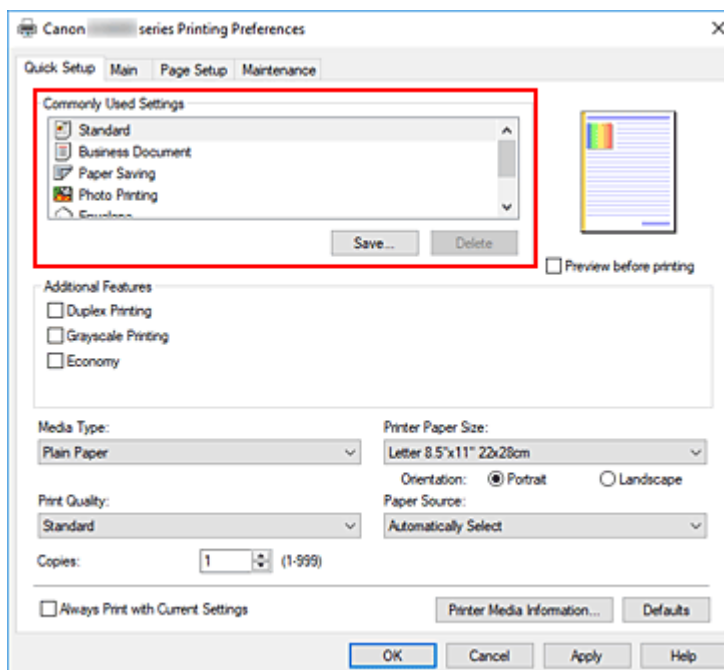 Canon series Printing Preferences
Quick Setup Main Page Setup Maintenance
Commonly Used Settings
Standard
Business Document
Paper Saving
Photo Printing
Envelope
Save... Delete
Preview before printing
Additional Features
Duplex Printing
Grayscale Printing
Economy
Media Type:
Plain Paper
Printer Paper Size:
Letter 8.5"x11" 22x28cm
Orientation: Portrait Landscape
Print Quality:
Standard
Paper Source:
Automatically Select
Copies: 1 (1-999)
Always Print with Current Settings
Printer Media Information... Defaults
OK Cancel Apply Help